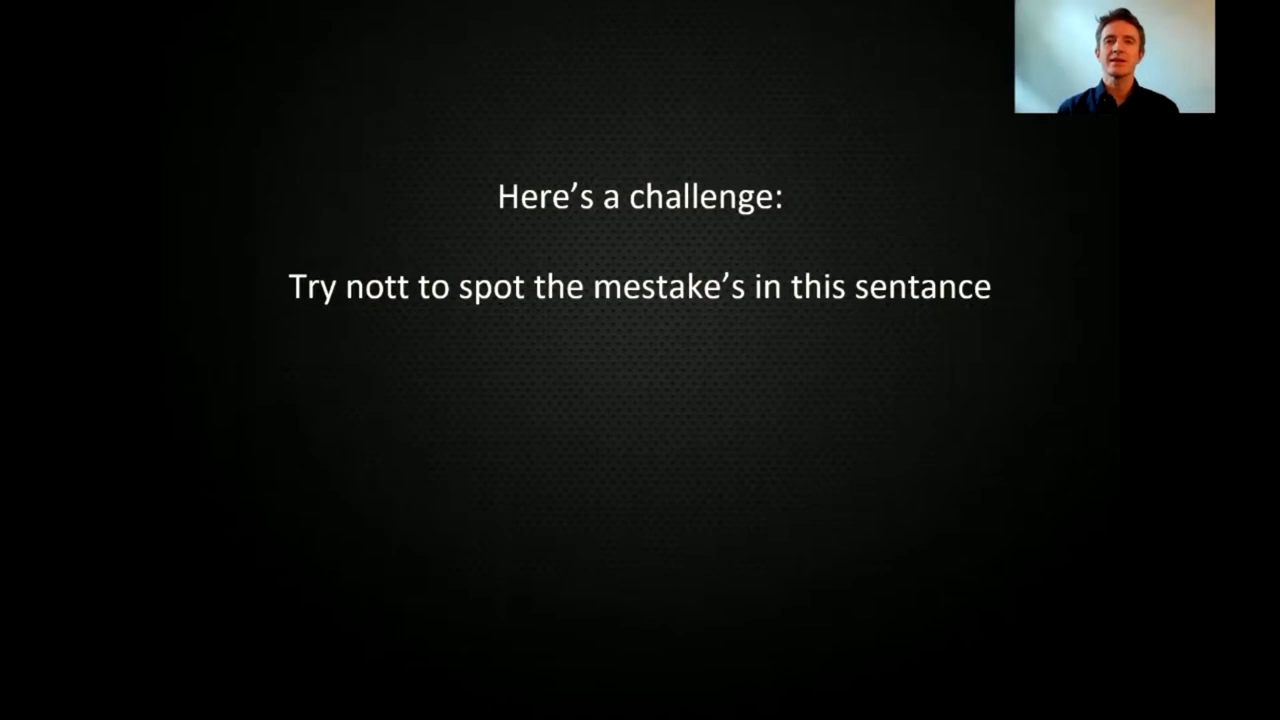 Here’s a challenge:
Try nott to spot the mestake’s in this sentance